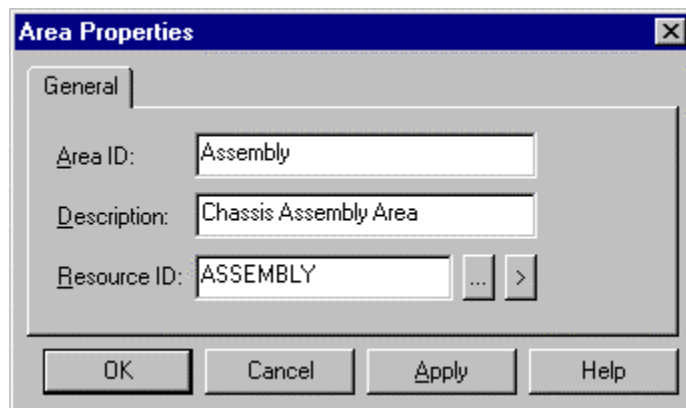 Area Properties
General
Area ID: Assembly
Description: Chassis Assembly Area
Resource ID: ASSEMBLY ... >
OK Cancel Apply Help